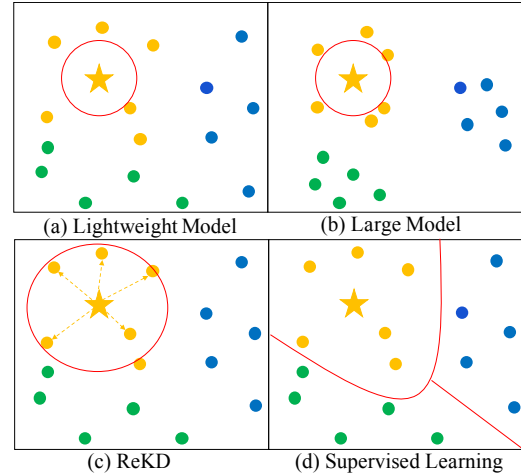 (a) Lightweight Model
(b) Large Model
(c) ReKD
(d) Supervised Learning